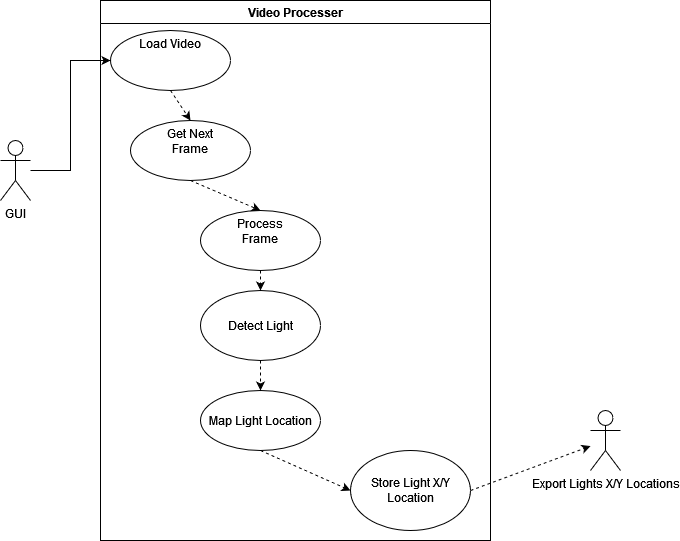 Video Processer
Load Video
Get Next
Frame
GUI
Process
Frame
Detect Light
Map Light Location
Store Light X/Y
Location
Export Lights X/Y Locations